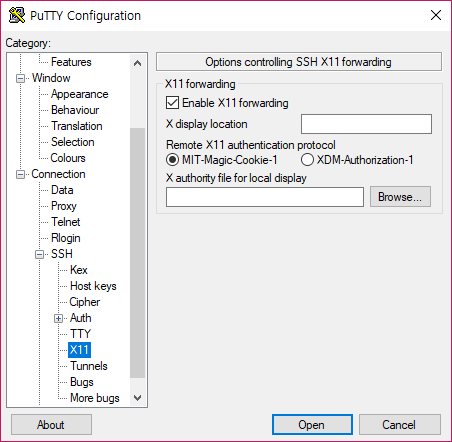 PuTTY Configuration
Category:
Features
Window
Appearance
Behaviour
Translation
Selection
Colours
Connection
Data
Proxy
Telnet
Rlogin
SSH
Kex
Host keys
Cipher
Auth
TTY
X11
Tunnels
Bugs
More bugs
Options controlling SSH X11 forwarding
X11 forwarding
Enable X11 forwarding
X display location
Remote X11 authentication protocol
MIT-Magic-Cookie-1 XDM-Authorization-1
X authority file for local display
Browse...
About Open Cancel